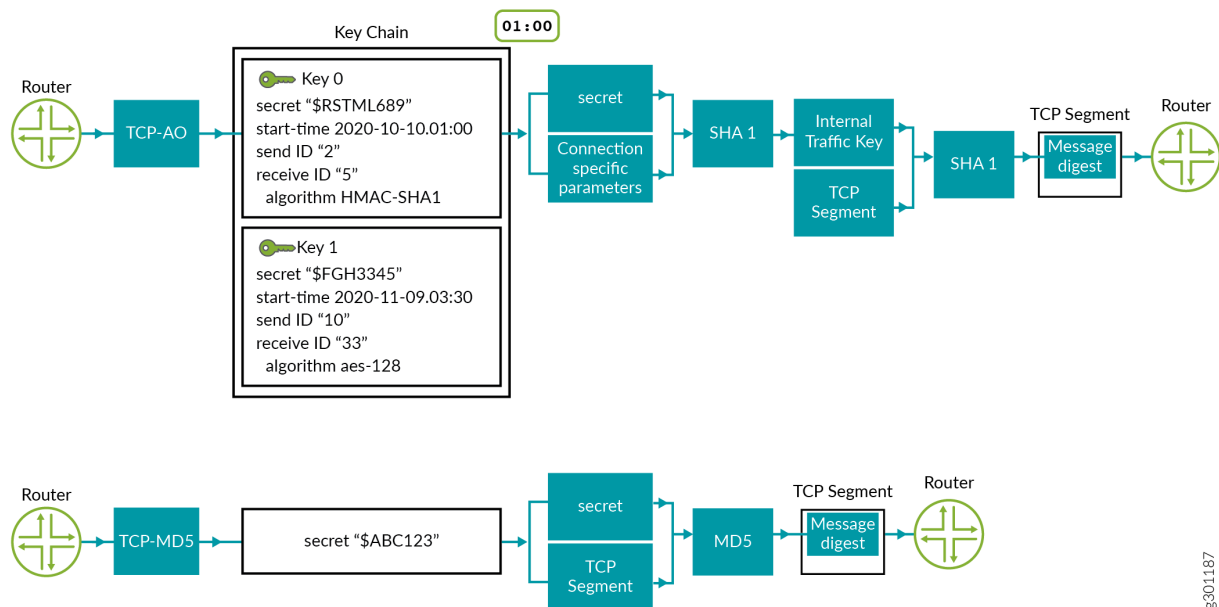 Key Chain
01:00
Router
TCP-AO
Key 0
secret “$RSTML689”
start-time 2020-10-10.01:00
send ID “2”
receive ID “5”
algorithm HMAC-SHA1
Key 1
secret “$FGH3345”
start-time 2020-11-09.03:30
send ID “10”
receive ID “33”
algorithm aes-128
secret
Connection
specific
parameters
SHA 1
Internal
Traffic Key
TCP
Segment
SHA 1
TCP Segment
Message
digest
Router
Router
TCP-MD5
secret “$ABC123”
secret
TCP
Segment
MD5
TCP Segment
Message
digest
Router
g301187